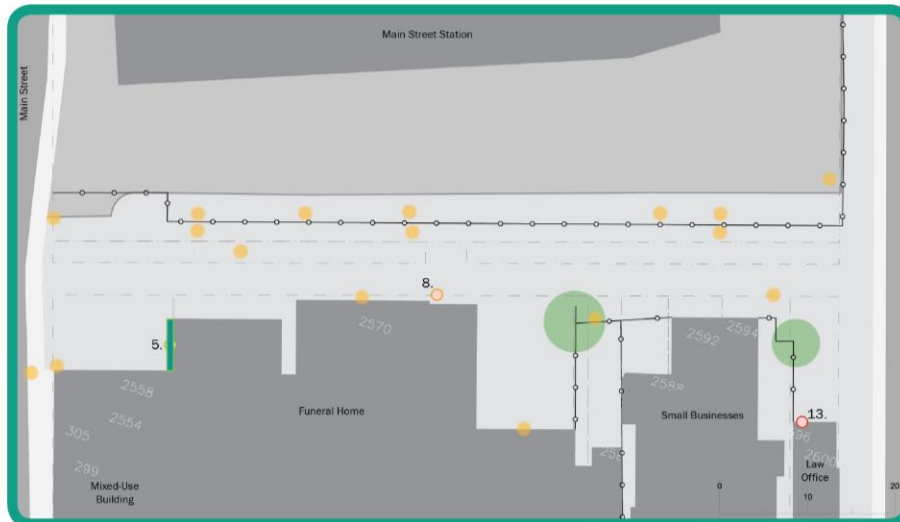 Main Street Station
Main Street
8.
2570
2594
2592
5.
2558
2588
2554
Funeral Home
Small Businesses
13.
305
2600
299
Law
Office
Mixed-Use
Building
0
10
20